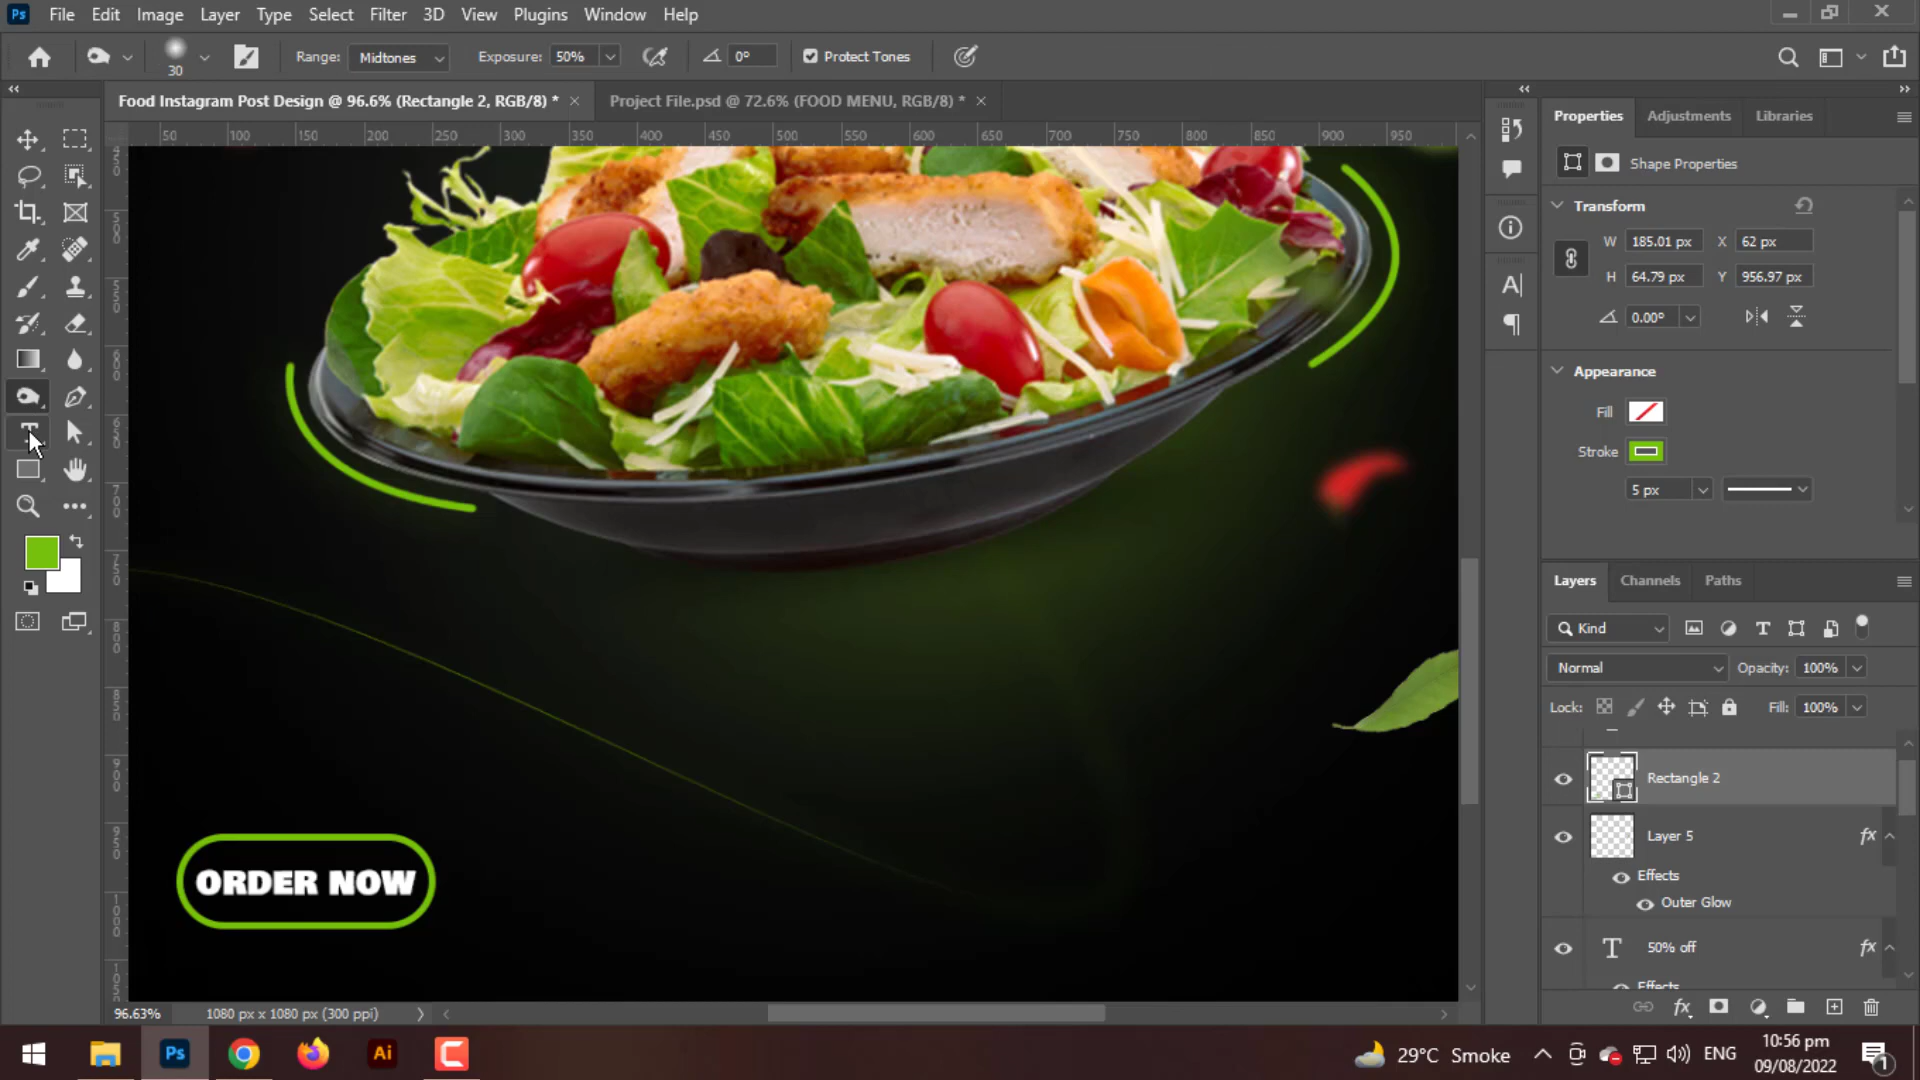 Ps File Edit Image Layer Type Select Filter 3D View Plugins Window Help
30 Range: Midtones Exposure: 50% 0° Protect Tones
Food Instagram Post Design @ 96.6% (Rectangle 2, RGB/8) * Project File.psd @ 72.6% (FOOD MENU, RGB/8) *
50 100 150 200 250 300 350 400 450 500 550 600 650 700 750 800 850 900 950
Properties Adjustments Libraries
Shape Properties
Transform
W 185.01 px X 62 px
H 64.79 px Y 956.97 px
0.00°
Appearance
Fill
Stroke
5 px
Layers Channels Paths
Kind
Normal Opacity: 100%
Lock: Fill: 100%
Rectangle 2
Layer 5 fx
Effects
Outer Glow
50% off fx
Effects
ORDER NOW
96.63% 1080 px x 1080 px (300 ppi)
Ps Ai 29°C Smoke ENG 10:56 pm
09/08/2022 1